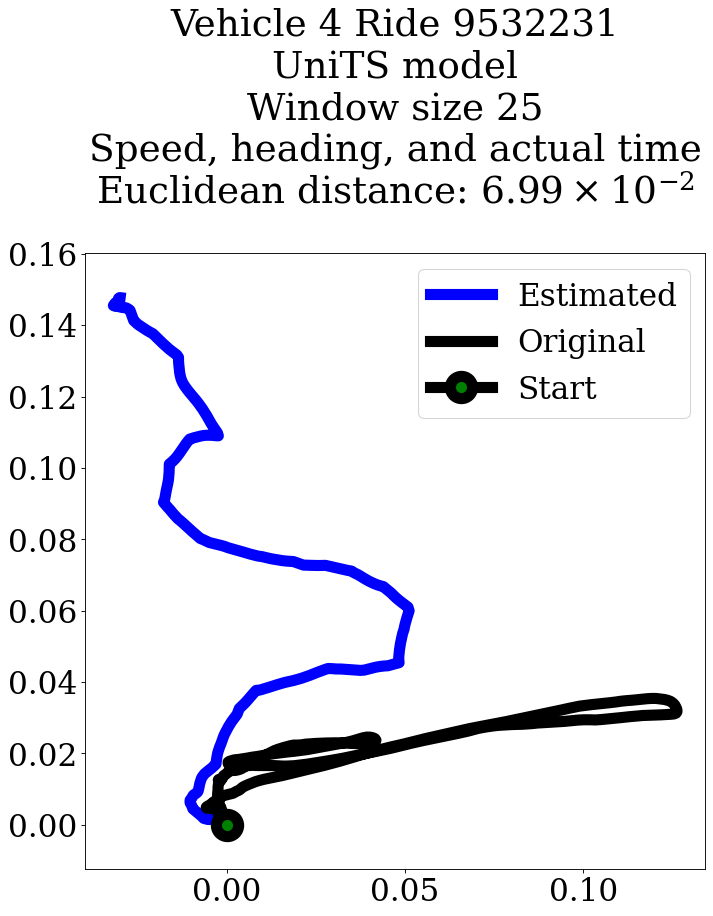 Vehicle 4 Ride 9532231
UniTS model
Window size 25
Speed, heading, and actual time
Euclidean distance: 6.99 × 10⁻²
0.16
0.14
0.12
0.10
0.08
0.06
0.04
0.02
0.00
Estimated
Original
Start
0.00 0.05 0.10